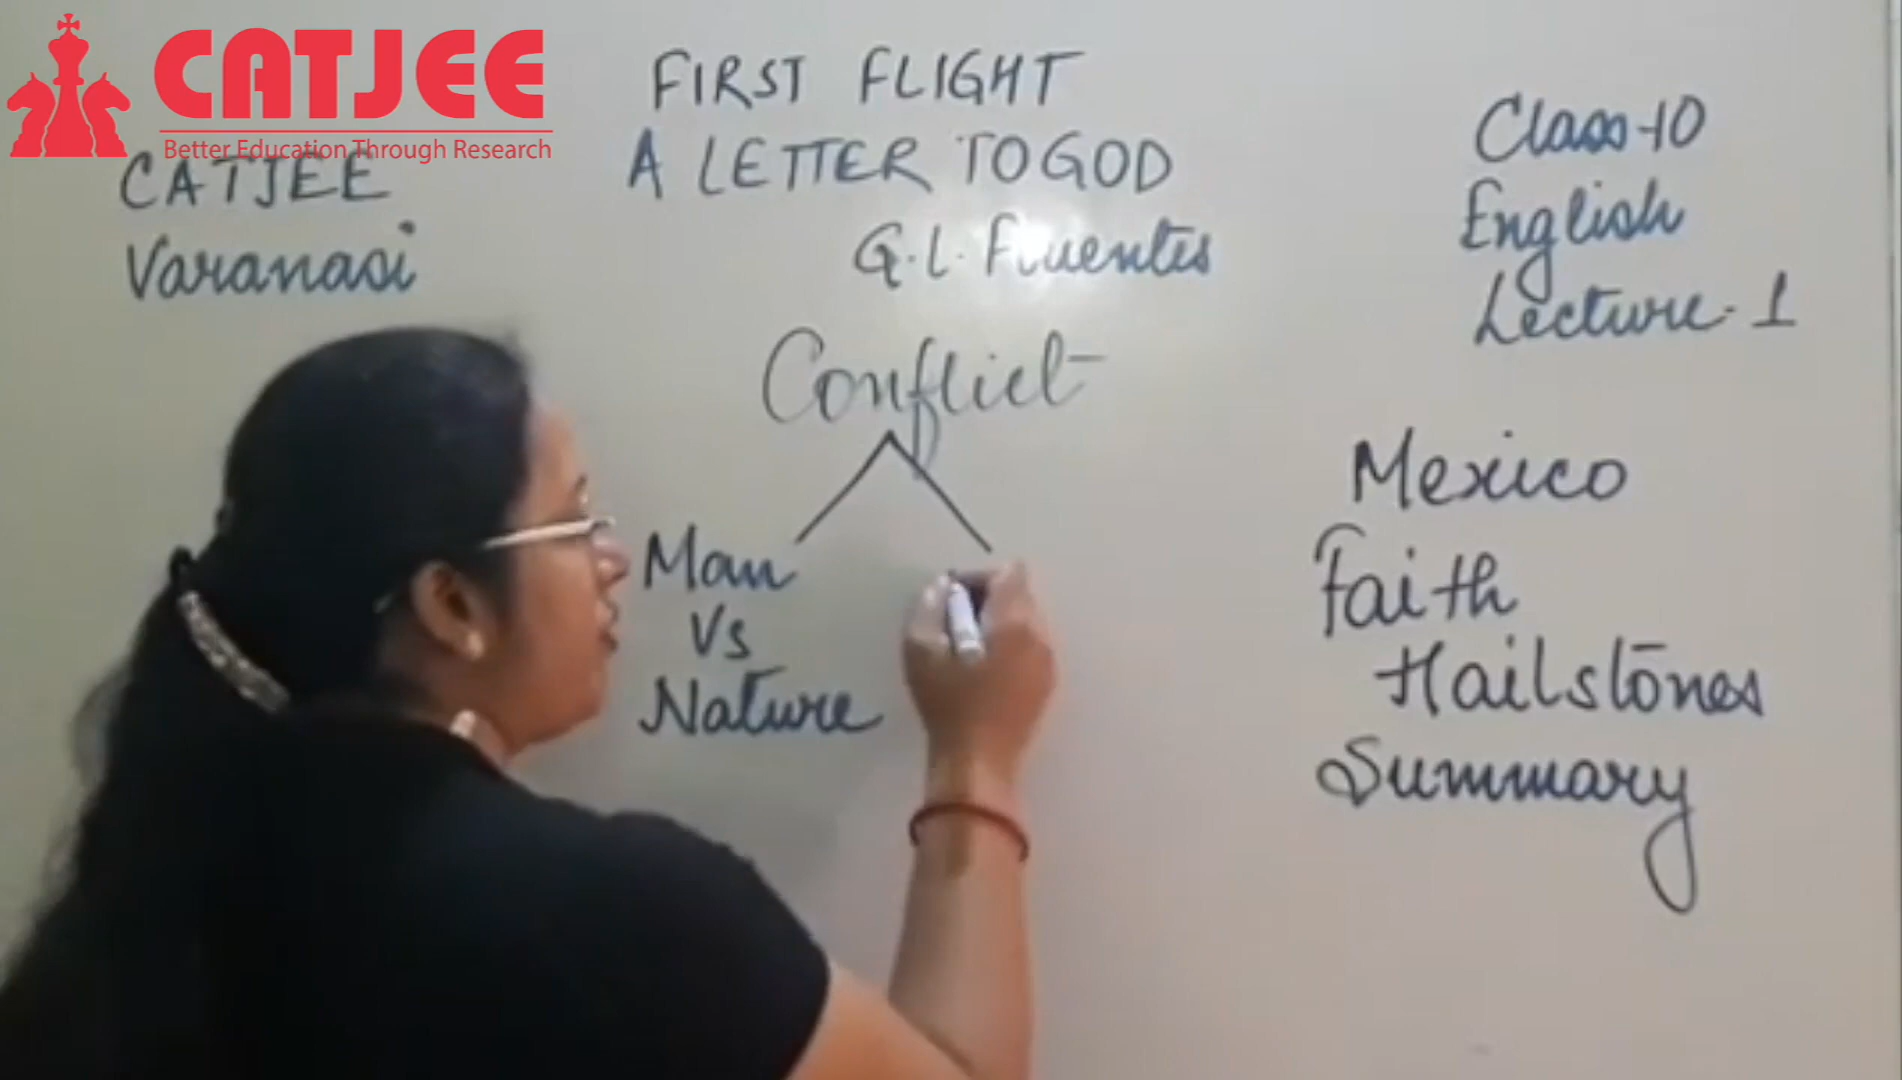 CATJEE
Better Education Through Research
CATJEE
Varanasi
FIRST FLIGHT
A LETTER TO GOD
G.L. Fluentes
Class-10
English
Lecture-1
Conflict
Man
Vs
Nature
Mexico
Faith
Hailstones
Summary